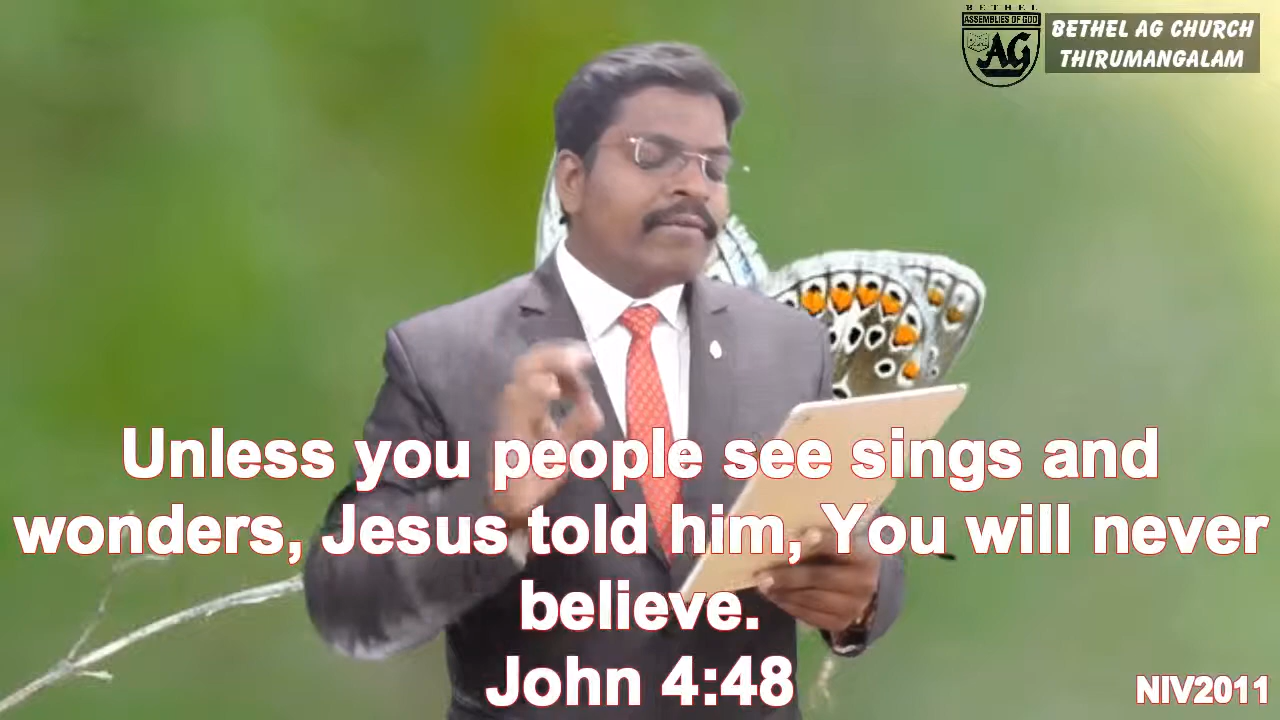 BETHEL
ASSEMBLIES OF GOD
AG
BETHEL AG CHURCH
THIRUMANGALAM
Unless you people see sings and
wonders, Jesus told him, You will never
believe.
John 4:48
NIV2011